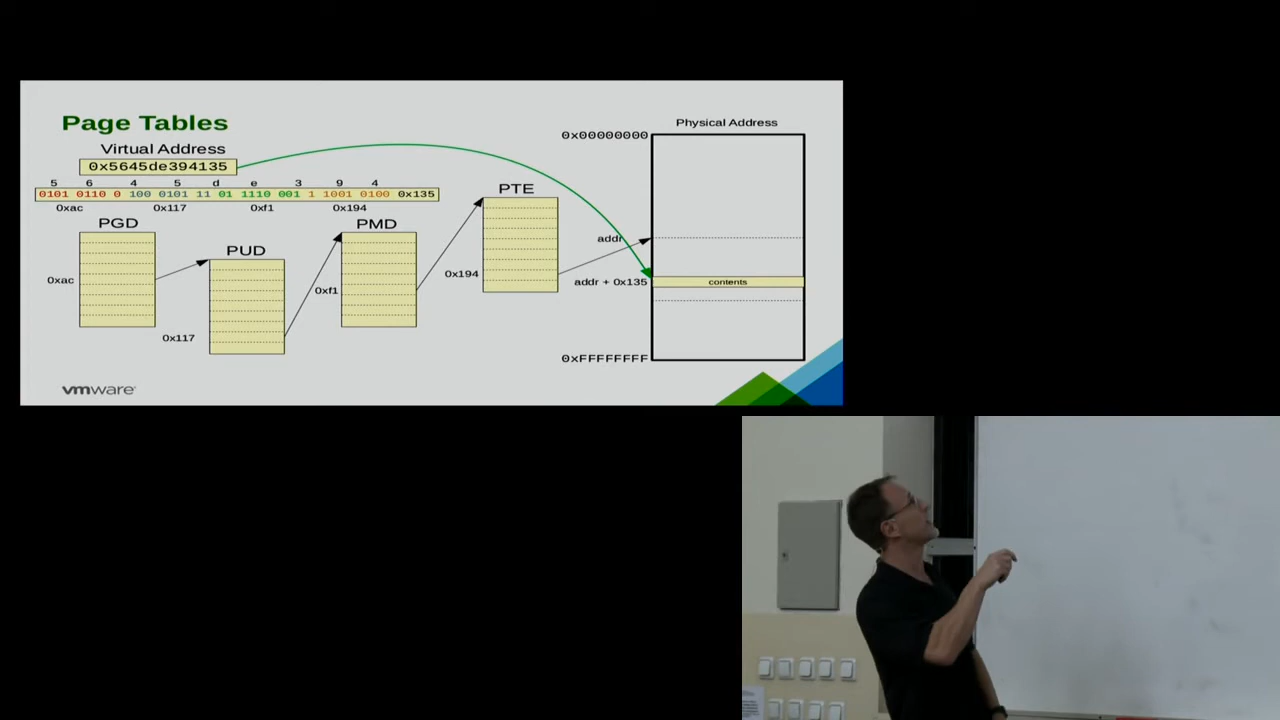 Page Tables
Virtual Address
0x5645de394135
5 6 4 5 d e 3 9 4
0101 0110 0 100 0101 11 01 1110 001 1 1001 0100 0x135
0xac 0x117 0xf1 0x194
PGD
0xac
PUD
0x117
PMD
0xf1
PTE
0x194
Physical Address
0x00000000
addr
addr + 0x135
contents
0xFFFFFFFF
vmware